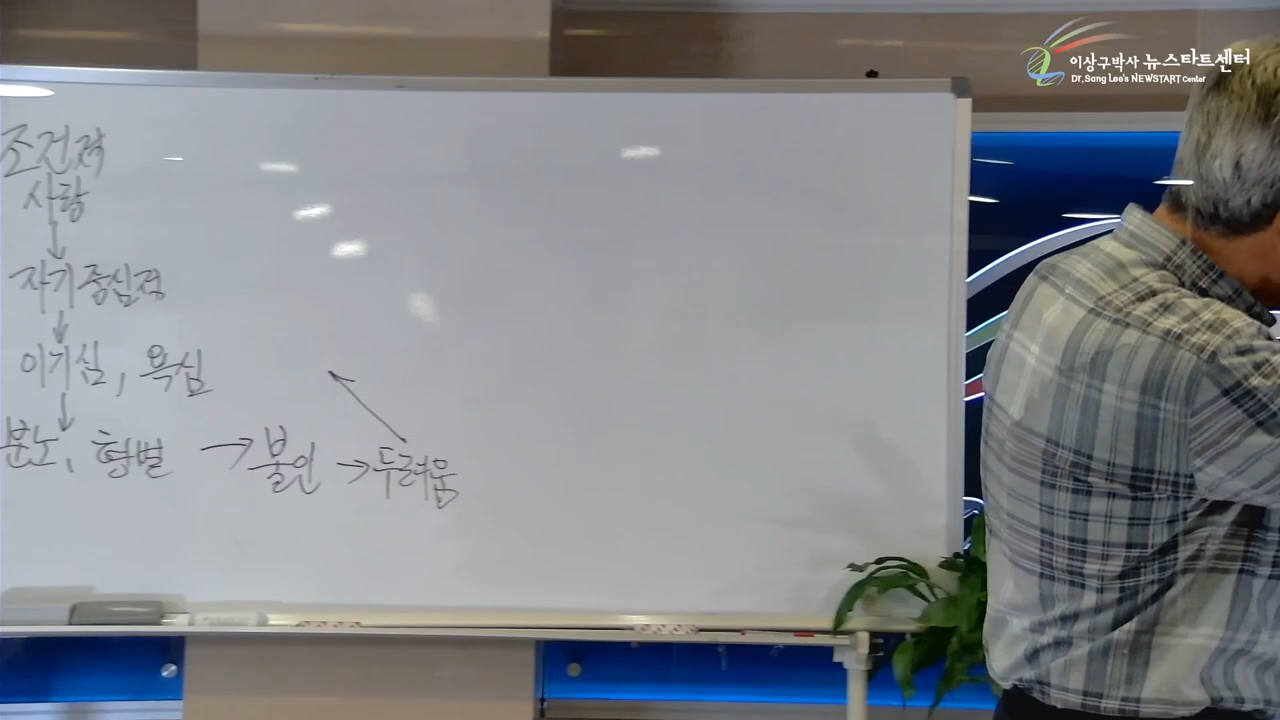 이상구박사 뉴스타트센터
Dr. Sang Lee's NEWSTART Center
조건적
사랑
↓
자기중심적
↓
이기심, 욕심
↓
분노, 형벌 → 불안 → 두려움